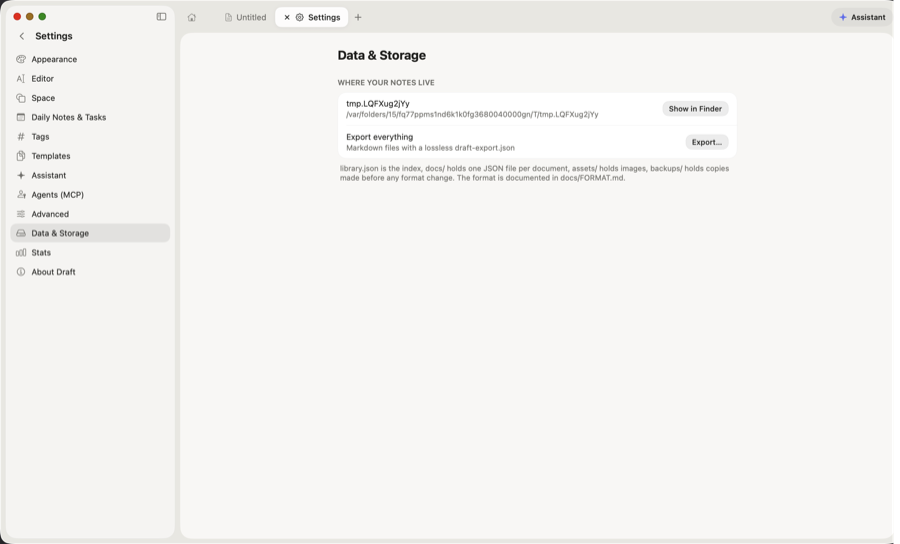 Untitled
Settings
Assistant
Settings
Appearance
Editor
Space
Daily Notes & Tasks
Tags
Templates
Assistant
Agents (MCP)
Advanced
Data & Storage
Stats
About Draft
Data & Storage
WHERE YOUR NOTES LIVE
tmp.LQFXug2jYy
/var/folders/15/fq77ppms1nd6k1k0fg3680040000gn/T/tmp.LQFXug2jYy
Show in Finder
Export everything
Markdown files with a lossless draft-export.json
Export...
library.json is the index, docs/ holds one JSON file per document, assets/ holds images, backups/ holds copies
made before any format change. The format is documented in docs/FORMAT.md.